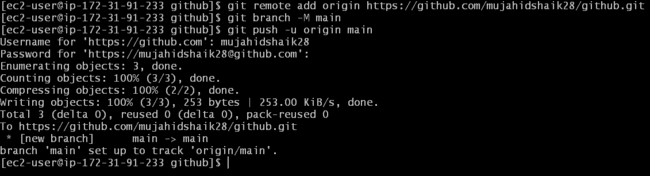 [ec2-user@ip-172-31-91-233 github]$ git remote add origin https://github.com/mujahidshaik28/github.git
[ec2-user@ip-172-31-91-233 github]$ git branch -M main
[ec2-user@ip-172-31-91-233 github]$ git push -u origin main
Username for 'https://github.com': mujahidshaik28
Password for 'https://mujahidshaik28@github.com':
Enumerating objects: 3, done.
Counting objects: 100% (3/3), done.
Compressing objects: 100% (2/2), done.
Writing objects: 100% (3/3), 253 bytes | 253.00 KiB/s, done.
Total 3 (delta 0), reused 0 (delta 0), pack-reused 0
To https://github.com/mujahidshaik28/github.git
 * [new branch]      main -> main
branch 'main' set up to track 'origin/main'.
[ec2-user@ip-172-31-91-233 github]$